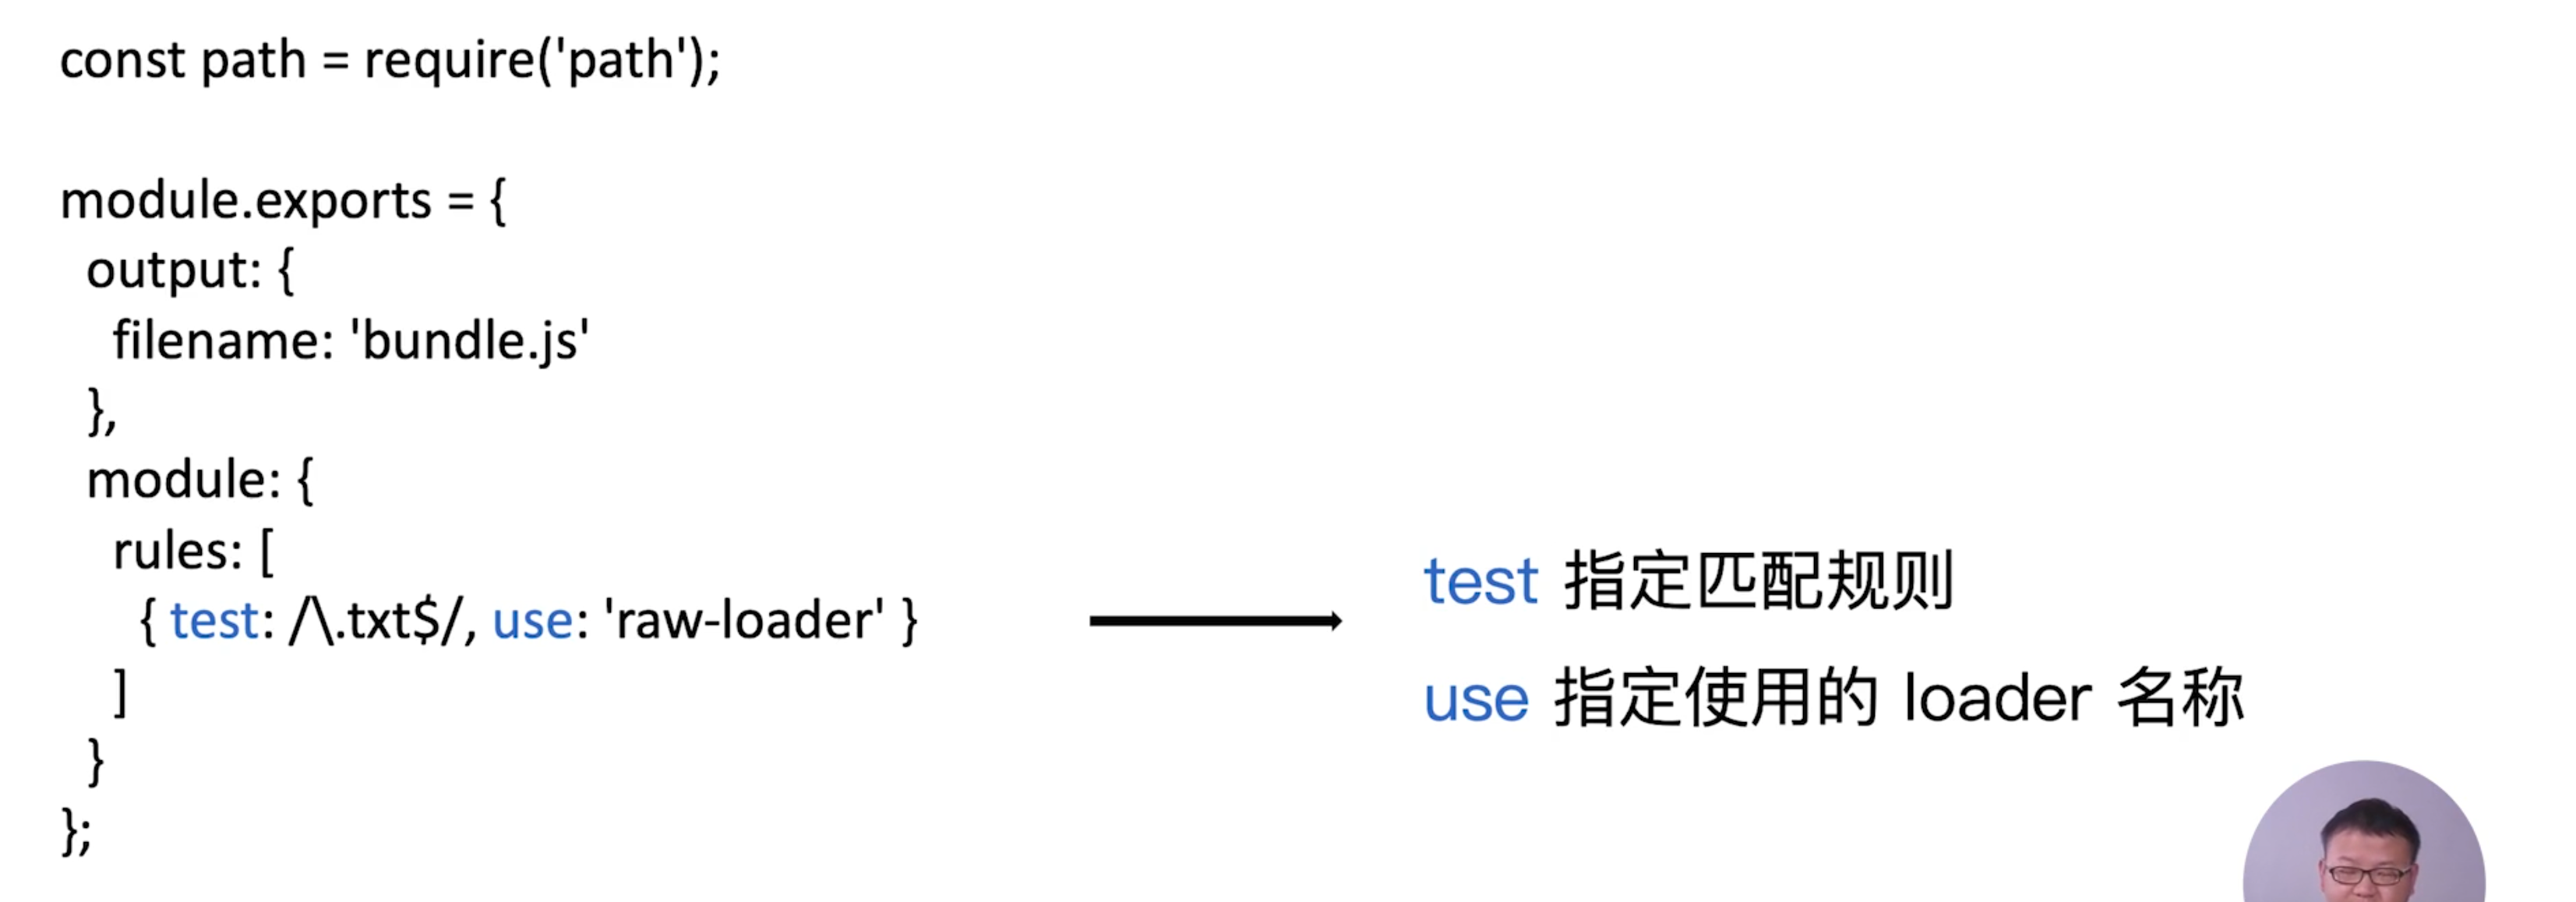 const path = require('path');
module.exports = {
output: {
filename: 'bundle.js'
},
module: {
rules: [
{ test: /\.txt$/, use: 'raw-loader' }
]
}
};
test 指定匹配规则
use 指定使用的 loader 名称